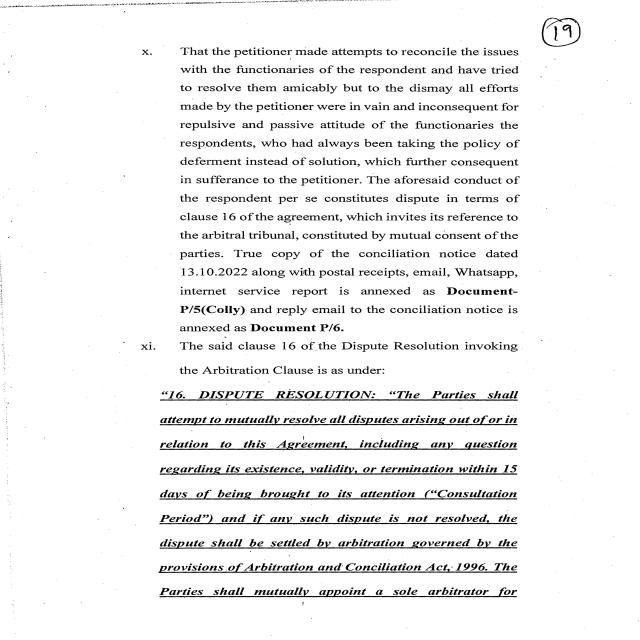 19
x. That the petitioner made attempts to reconcile the issues
with the functionaries of the respondent and have tried
to resolve them amicably but to the dismay all efforts
made by the petitioner were in vain and inconsequent for
repulsive and passive attitude of the functionaries the
respondents, who had always been taking the policy of
deferment instead of solution, which further consequent
in sufferance to the petitioner. The aforesaid conduct of
the respondent per se constitutes dispute in terms of
clause 16 of the agreement, which invites its reference to
the arbitral tribunal, constituted by mutual consent of the
parties. True copy of the conciliation notice dated
13.10.2022 along with postal receipts, email, Whatsapp,
internet service report is annexed as Document-
P/5(Colly) and reply email to the conciliation notice is
annexed as Document P/6.
xi. The said clause 16 of the Dispute Resolution invoking
the Arbitration Clause is as under:
“16. DISPUTE RESOLUTION: “The Parties shall
attempt to mutually resolve all disputes arising out of or in
relation to this Agreement, including any question
regarding its existence, validity, or termination within 15
days of being brought to its attention (“Consultation
Period”) and if any such dispute is not resolved, the
dispute shall be settled by arbitration governed by the
provisions of Arbitration and Conciliation Act, 1996. The
Parties shall mutually appoint a sole arbitrator for